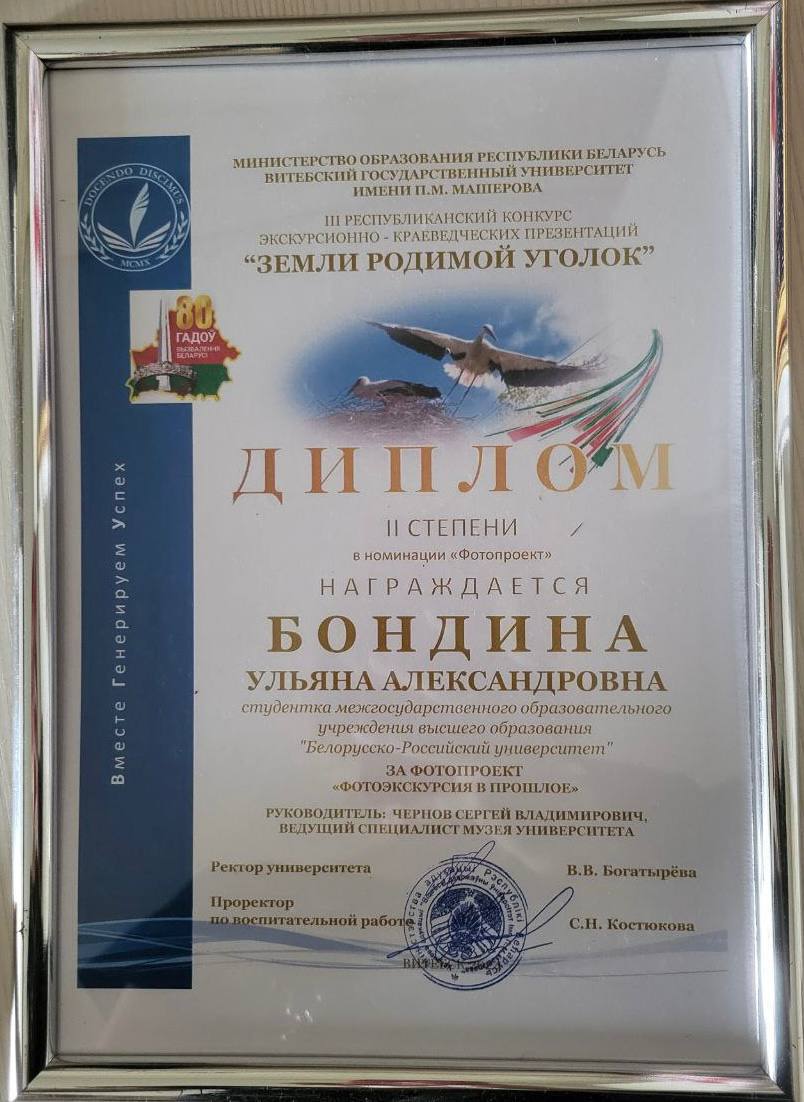 DOCENDO DISCIMUS
MCMX
80
ГАДОЎ
ВЫЗВАЛЕННЯ
БЕЛАРУСІ
Вместе Генерируем Успех
МИНИСТЕРСТВО ОБРАЗОВАНИЯ РЕСПУБЛИКИ БЕЛАРУСЬ
ВИТЕБСКИЙ ГОСУДАРСТВЕННЫЙ УНИВЕРСИТЕТ
ИМЕНИ П.М. МАШЕРОВА
III РЕСПУБЛИКАНСКИЙ КОНКУРС
ЭКСКУРСИОННО - КРАЕВЕДЧЕСКИХ ПРЕЗЕНТАЦИЙ
“ЗЕМЛИ РОДИМОЙ УГОЛОК”
ДИПЛОМ
II СТЕПЕНИ
в номинации «Фотопроект»
НАГРАЖДАЕТСЯ
БОНДИНА
УЛЬЯНА АЛЕКСАНДРОВНА
студентка межгосударственного образовательного
учреждения высшего образования
"Белорусско-Российский университет"
ЗА ФОТОПРОЕКТ
«ФОТОЭКСКУРСИЯ В ПРОШЛОЕ»
РУКОВОДИТЕЛЬ: ЧЕРНОВ СЕРГЕЙ ВЛАДИМИРОВИЧ,
ВЕДУЩИЙ СПЕЦИАЛИСТ МУЗЕЯ УНИВЕРСИТЕТА
Ректор университета В.В. Богатырёва
Проректор
по воспитательной работе С.Н. Костюкова
адукацыі Рэспублікі Беларусь